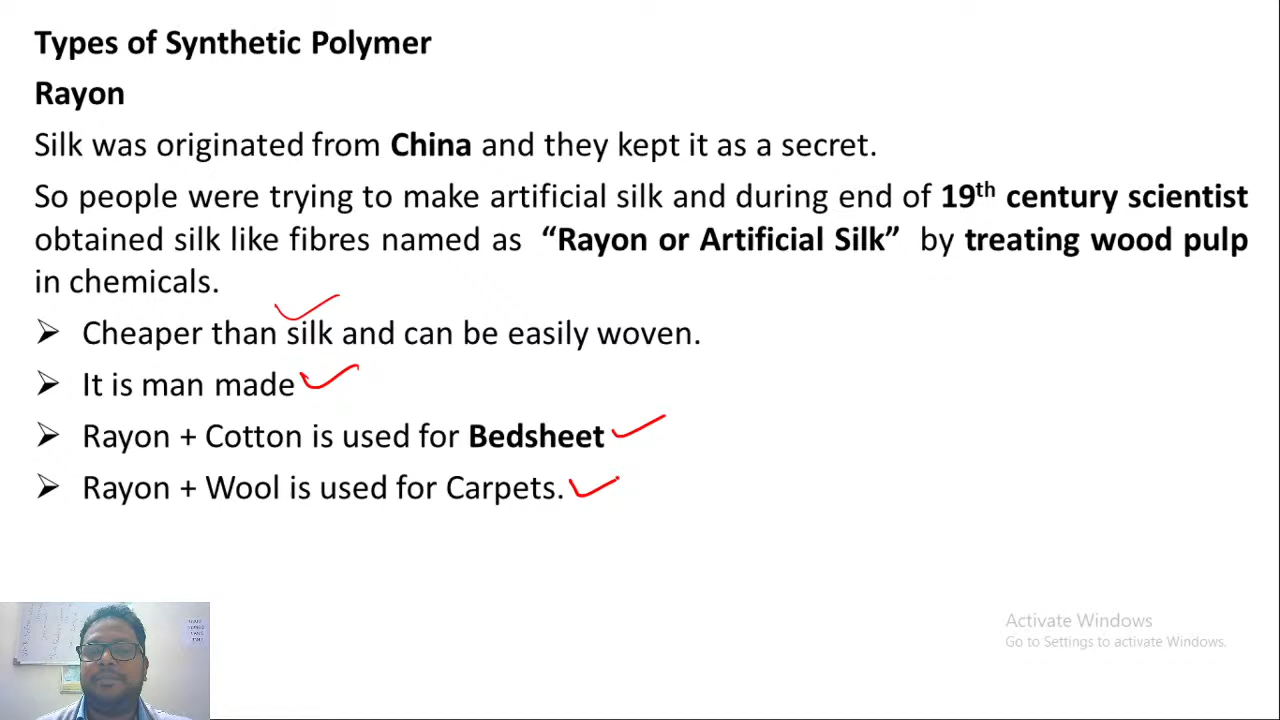 Types of Synthetic Polymer
Rayon
Silk was originated from China and they kept it as a secret.
So people were trying to make artificial silk and during end of 19th century scientist
obtained silk like fibres named as “Rayon or Artificial Silk” by treating wood pulp
in chemicals.
➢ Cheaper than silk and can be easily woven.
➢ It is man made
➢ Rayon + Cotton is used for Bedsheet
➢ Rayon + Wool is used for Carpets.
Activate Windows
Go to Settings to activate Windows.